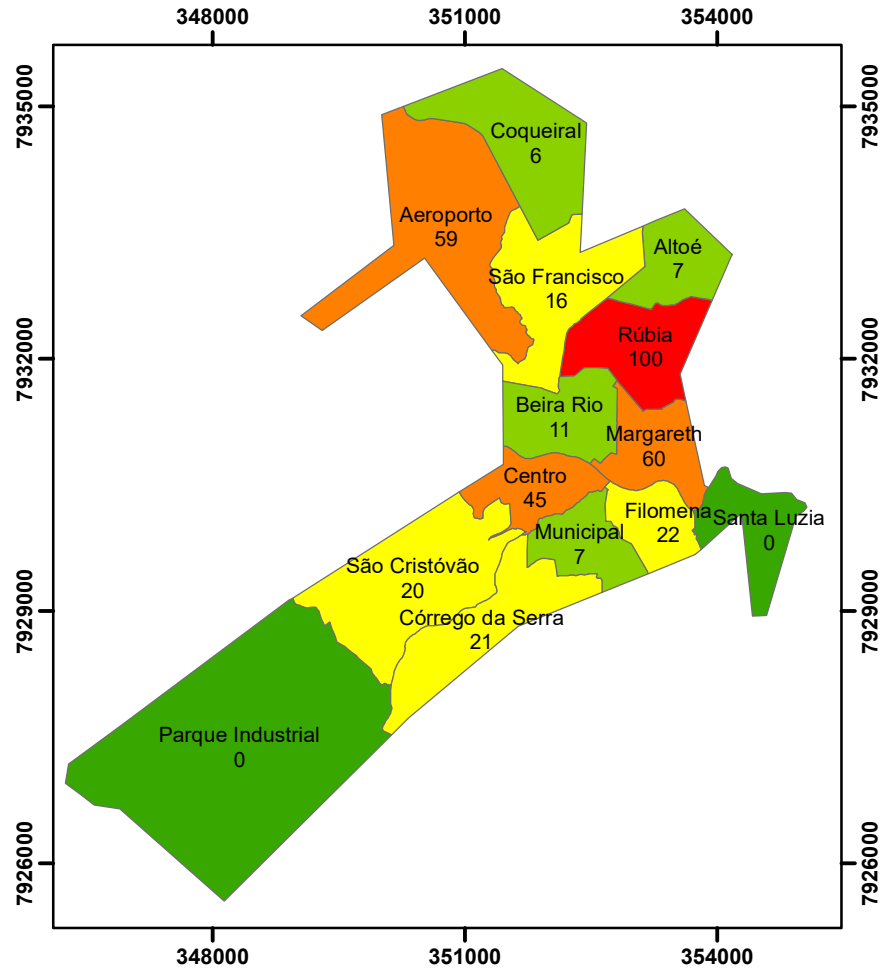 348000
351000
354000
7935000
7935000
Coqueiral
6
Aeroporto
59
Altoé
7
São Francisco
16
Rúbia
100
7932000
7932000
Beira Rio
11
Margareth
60
Centro
45
Filomena
22
Santa Luzia
0
Municipal
7
São Cristóvão
20
Córrego da Serra
21
7929000
7929000
Parque Industrial
0
7926000
7926000
348000
351000
354000